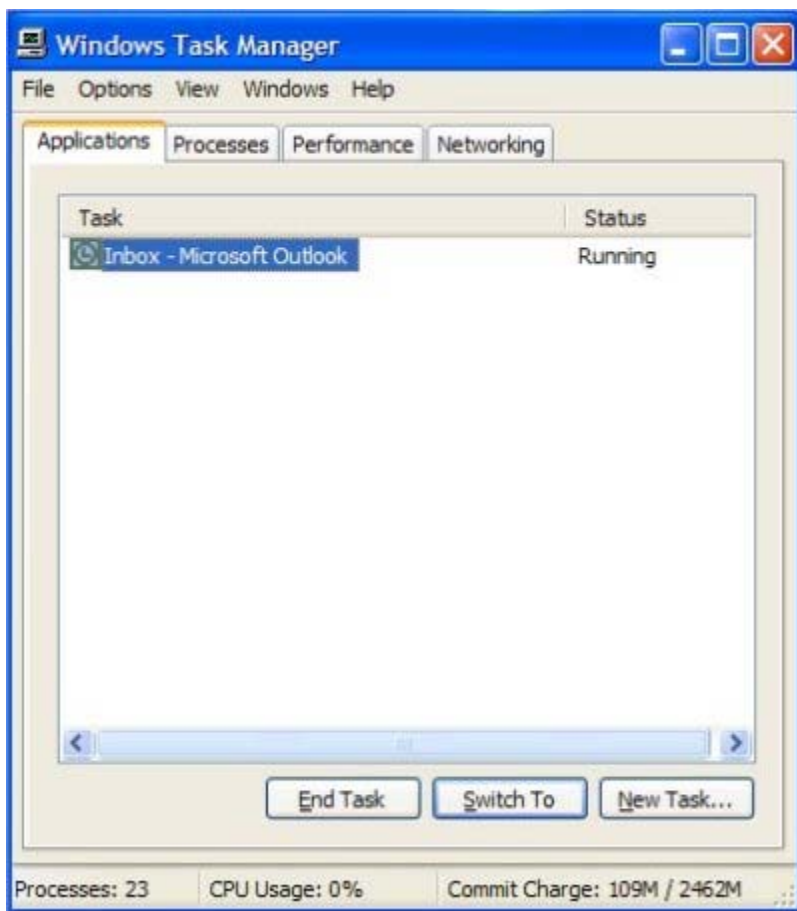 Windows Task Manager
File Options View Windows Help
Applications Processes Performance Networking
Task Status
Inbox - Microsoft Outlook Running
End Task Switch To New Task...
Processes: 23 CPU Usage: 0% Commit Charge: 109M / 2462M